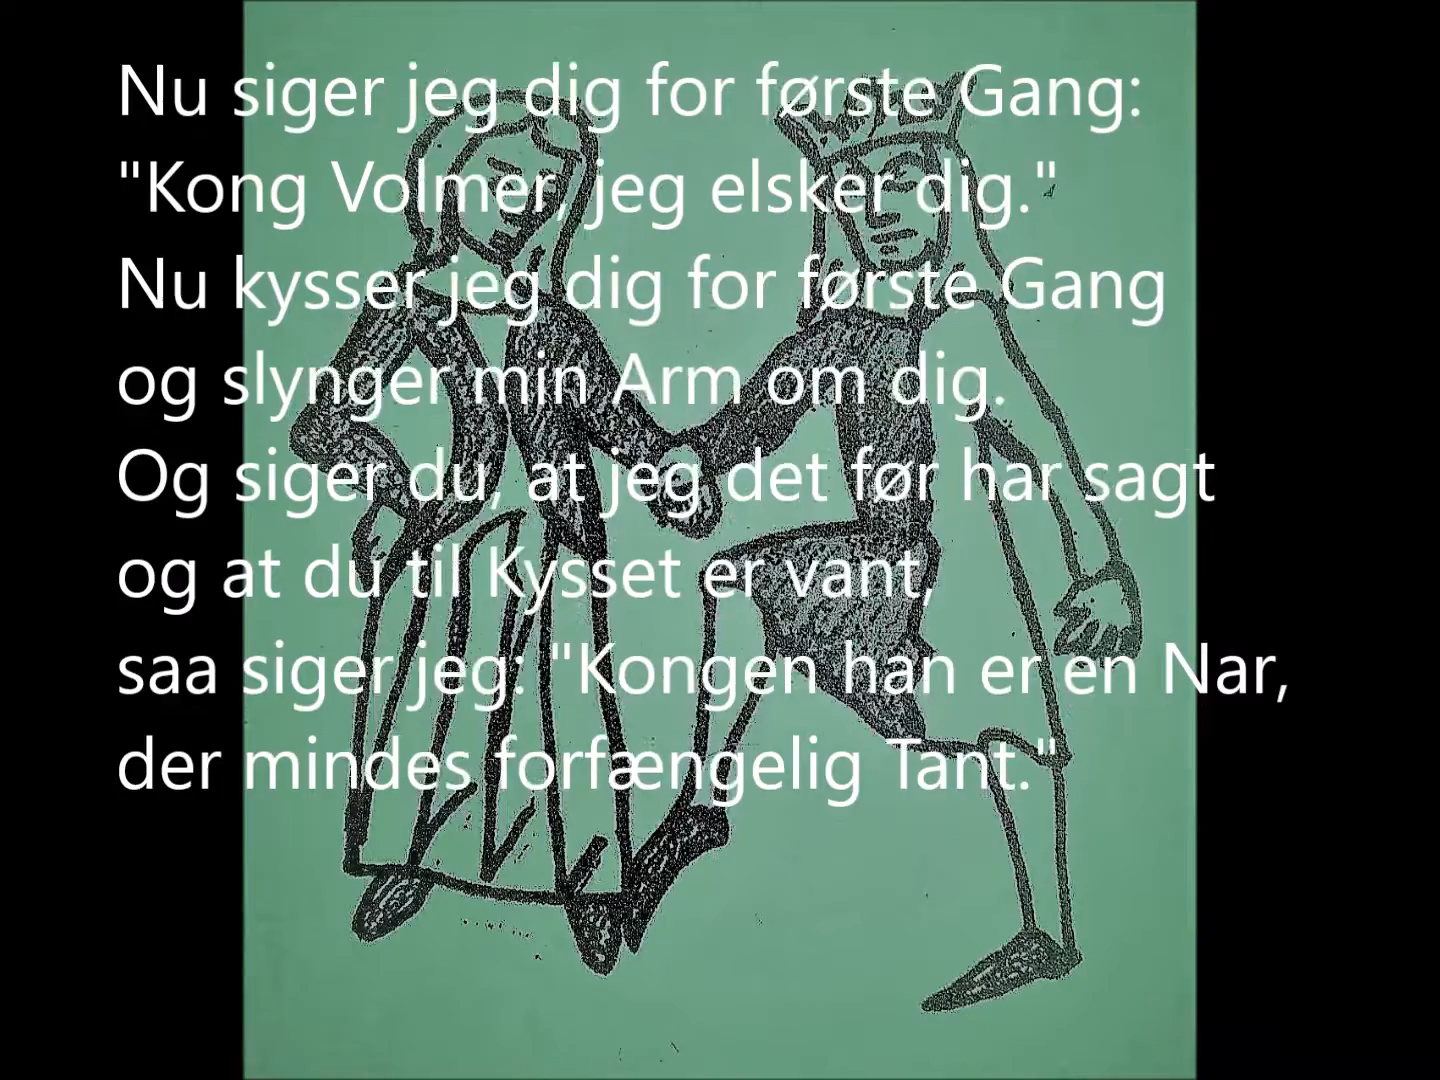 Nu siger jeg dig for første Gang:
"Kong Volmer, jeg elsker dig."
Nu kysser jeg dig for første Gang
og slynger min Arm om dig.
Og siger du, at jeg det før har sagt
og at du til Kysset er vant,
saa siger jeg: "Kongen han er en Nar,
der mindes forfængelig Tant."